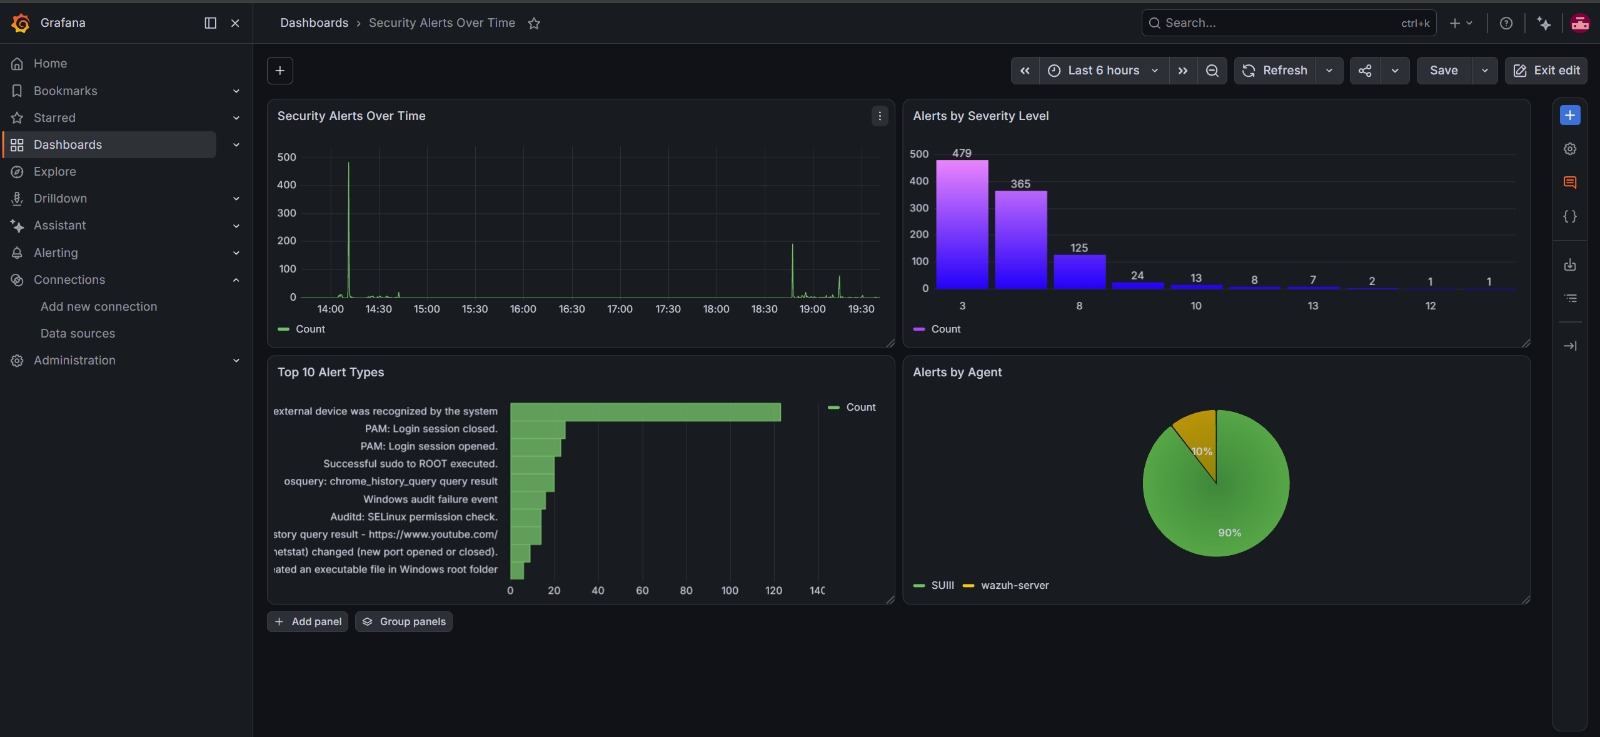 Grafana
Dashboards › Security Alerts Over Time
Search...
ctrl+k
Home
Bookmarks
Starred
Dashboards
Explore
Drilldown
Assistant
Alerting
Connections
Add new connection
Data sources
Administration
Last 6 hours
Refresh
Save
Exit edit
Security Alerts Over Time
500
400
300
200
100
0
14:00 14:30 15:00 15:30 16:00 16:30 17:00 17:30 18:00 18:30 19:00 19:30
Count
Alerts by Severity Level
500
400
300
200
100
0
479 365 125 24 13 8 7 2 1 1
3 8 10 13 12
Count
Top 10 Alert Types
external device was recognized by the system
PAM: Login session closed.
PAM: Login session opened.
Successful sudo to ROOT executed.
osquery: chrome_history_query query result
Windows audit failure event
Auditd: SELinux permission check.
story query result - https://www.youtube.com/
netstat) changed (new port opened or closed).
ated an executable file in Windows root folder
0 20 40 60 80 100 120 140
Count
Alerts by Agent
10%
90%
SUIII wazuh-server
Add panel
Group panels